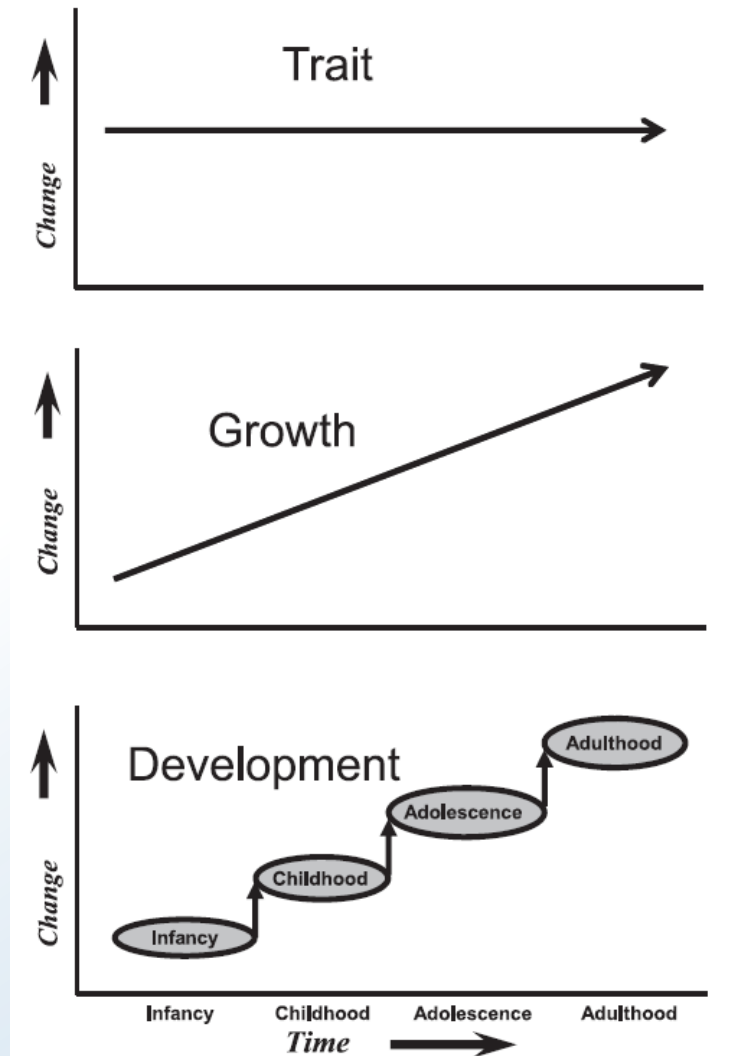 Trait
Change
Growth
Change
Development
Adulthood
Adolescence
Childhood
Infancy
Change
Infancy Childhood Adolescence Adulthood
Time